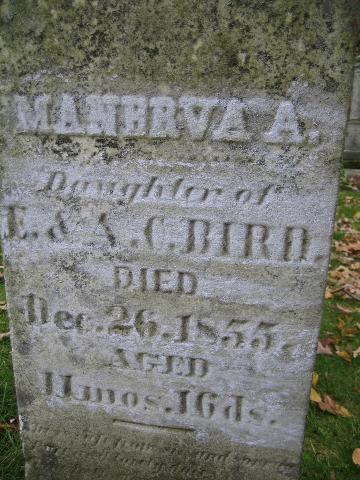 MANERVA A.
Daughter of
E. & A. C. BIRD.
DIED
Dec. 26. 1855.
AGED
11mos. 16ds.